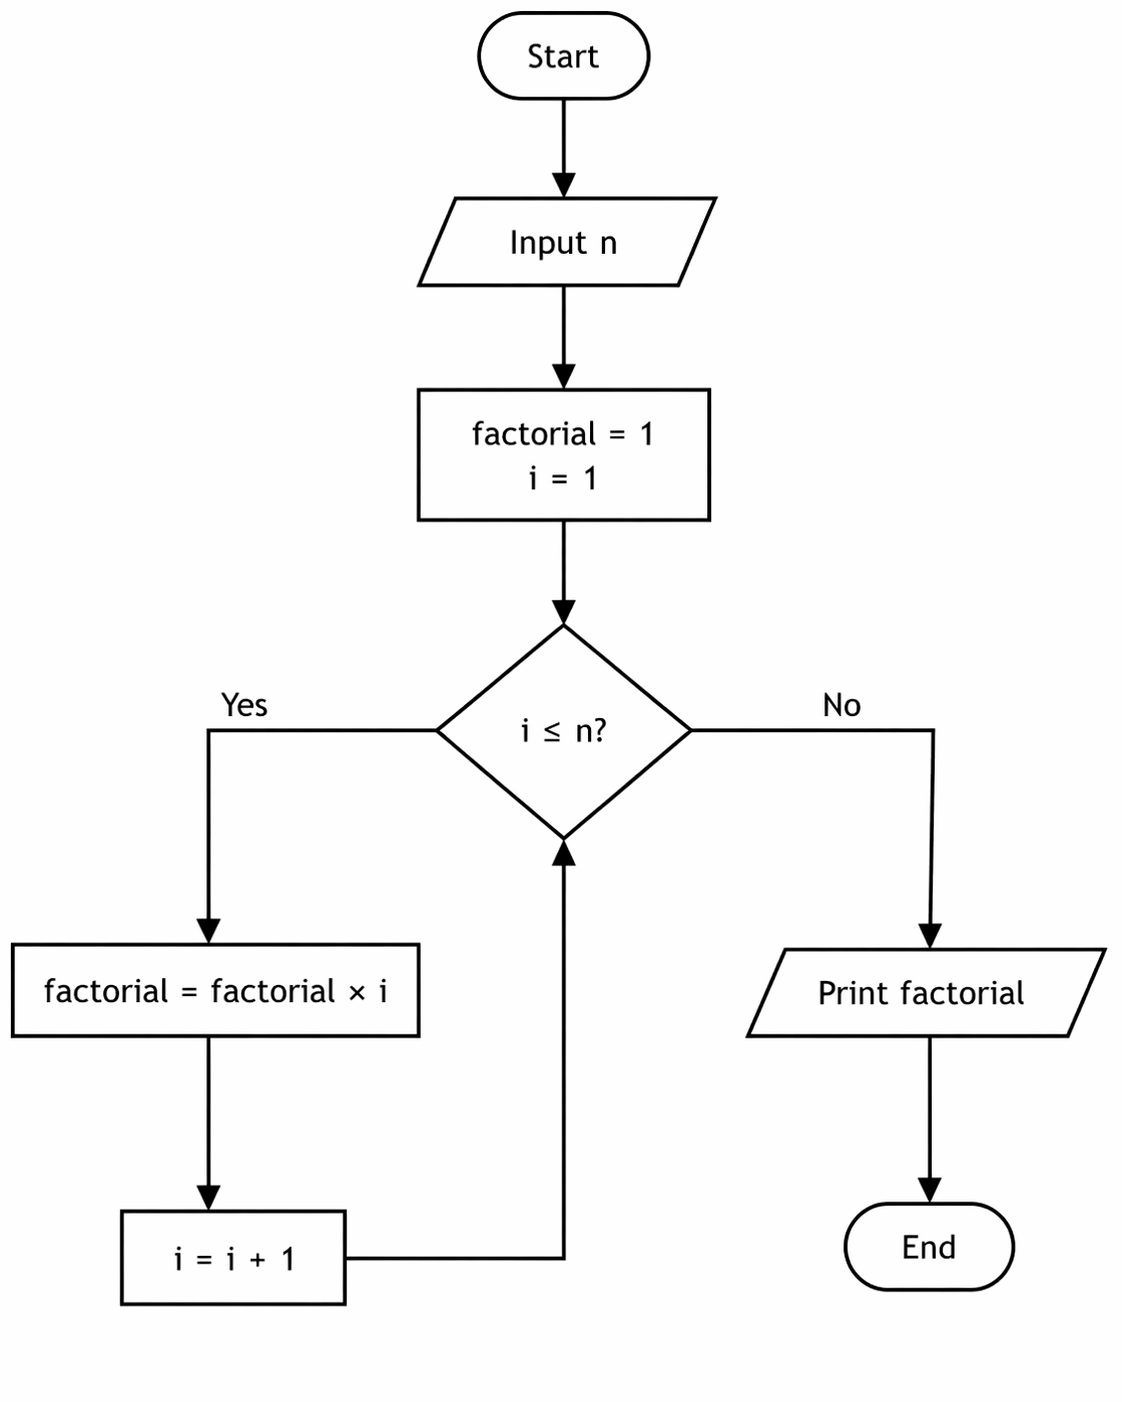 Start
Input n
factorial = 1
i = 1
i ≤ n?
Yes
No
factorial = factorial × i
Print factorial
i = i + 1
End